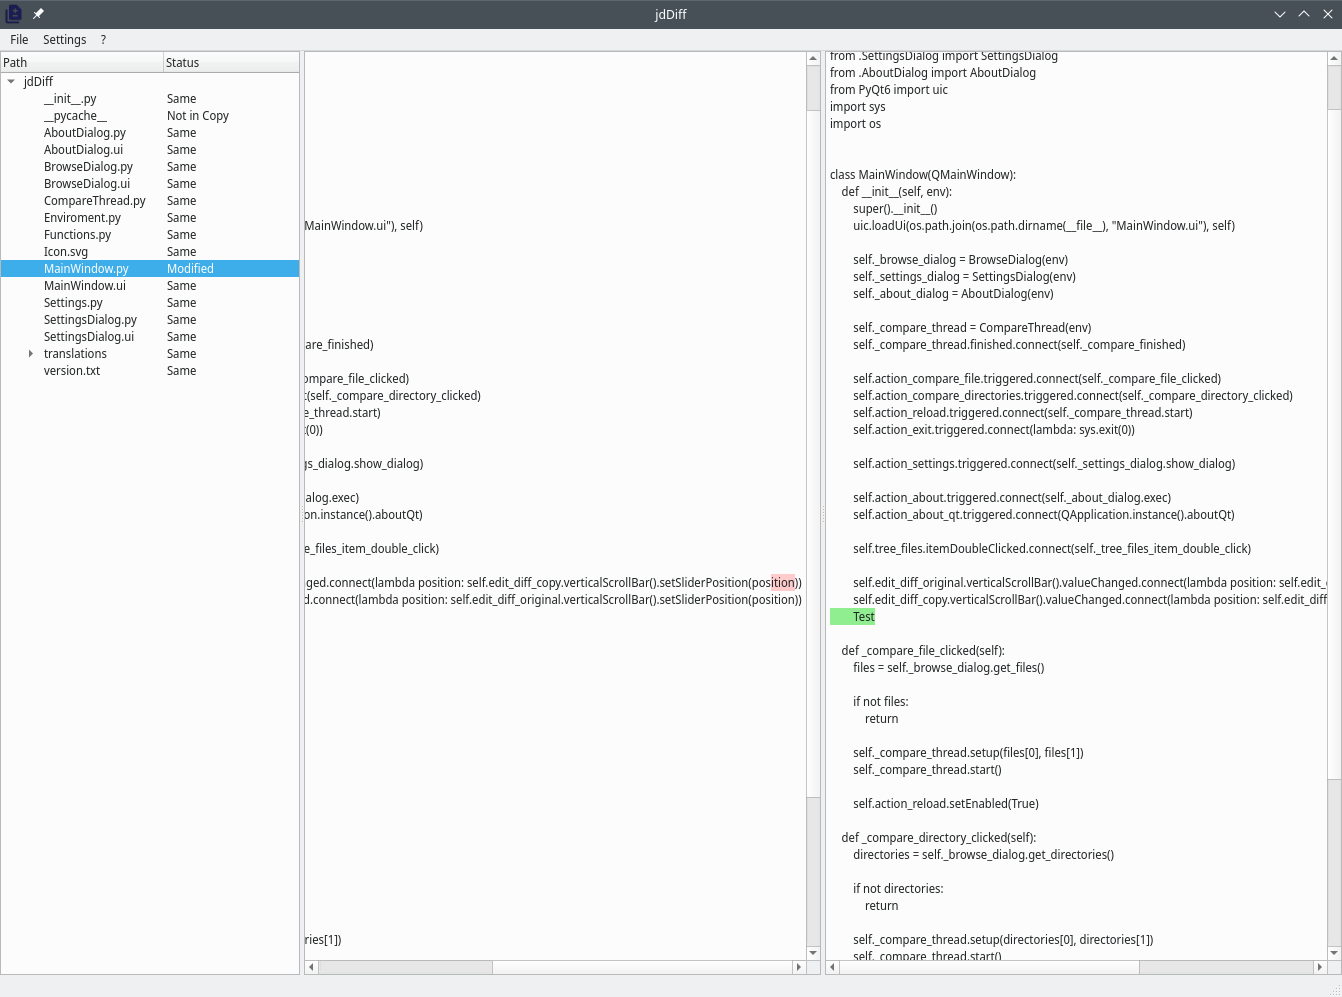 jdDiff
File Settings ?
Path Status
jdDiff
__init__.py Same
__pycache__ Not in Copy
AboutDialog.py Same
AboutDialog.ui Same
BrowseDialog.py Same
BrowseDialog.ui Same
CompareThread.py Same
Enviroment.py Same
Functions.py Same
Icon.svg Same
MainWindow.py Modified
MainWindow.ui Same
Settings.py Same
SettingsDialog.py Same
SettingsDialog.ui Same
translations Same
version.txt Same
MainWindow.ui"), self)
are_finished)
ompare_file_clicked)
t(self._compare_directory_clicked)
e_thread.start)
t(0))
gs_dialog.show_dialog)
alog.exec)
on.instance().aboutQt)
e_files_item_double_click)
ged.connect(lambda position: self.edit_diff_copy.verticalScrollBar().setSliderPosition(position))
d.connect(lambda position: self.edit_diff_original.verticalScrollBar().setSliderPosition(position))
ries[1])
from .SettingsDialog import SettingsDialog
from .AboutDialog import AboutDialog
from PyQt6 import uic
import sys
import os
class MainWindow(QMainWindow):
def __init__(self, env):
super().__init__()
uic.loadUi(os.path.join(os.path.dirname(__file__), "MainWindow.ui"), self)
self._browse_dialog = BrowseDialog(env)
self._settings_dialog = SettingsDialog(env)
self._about_dialog = AboutDialog(env)
self._compare_thread = CompareThread(env)
self._compare_thread.finished.connect(self._compare_finished)
self.action_compare_file.triggered.connect(self._compare_file_clicked)
self.action_compare_directories.triggered.connect(self._compare_directory_clicked)
self.action_reload.triggered.connect(self._compare_thread.start)
self.action_exit.triggered.connect(lambda: sys.exit(0))
self.action_settings.triggered.connect(self._settings_dialog.show_dialog)
self.action_about.triggered.connect(self._about_dialog.exec)
self.action_about_qt.triggered.connect(QApplication.instance().aboutQt)
self.tree_files.itemDoubleClicked.connect(self._tree_files_item_double_click)
self.edit_diff_original.verticalScrollBar().valueChanged.connect(lambda position: self.edit_
self.edit_diff_copy.verticalScrollBar().valueChanged.connect(lambda position: self.edit_diff
Test
def _compare_file_clicked(self):
files = self._browse_dialog.get_files()
if not files:
return
self._compare_thread.setup(files[0], files[1])
self._compare_thread.start()
self.action_reload.setEnabled(True)
def _compare_directory_clicked(self):
directories = self._browse_dialog.get_directories()
if not directories:
return
self._compare_thread.setup(directories[0], directories[1])
self._compare_thread.start()